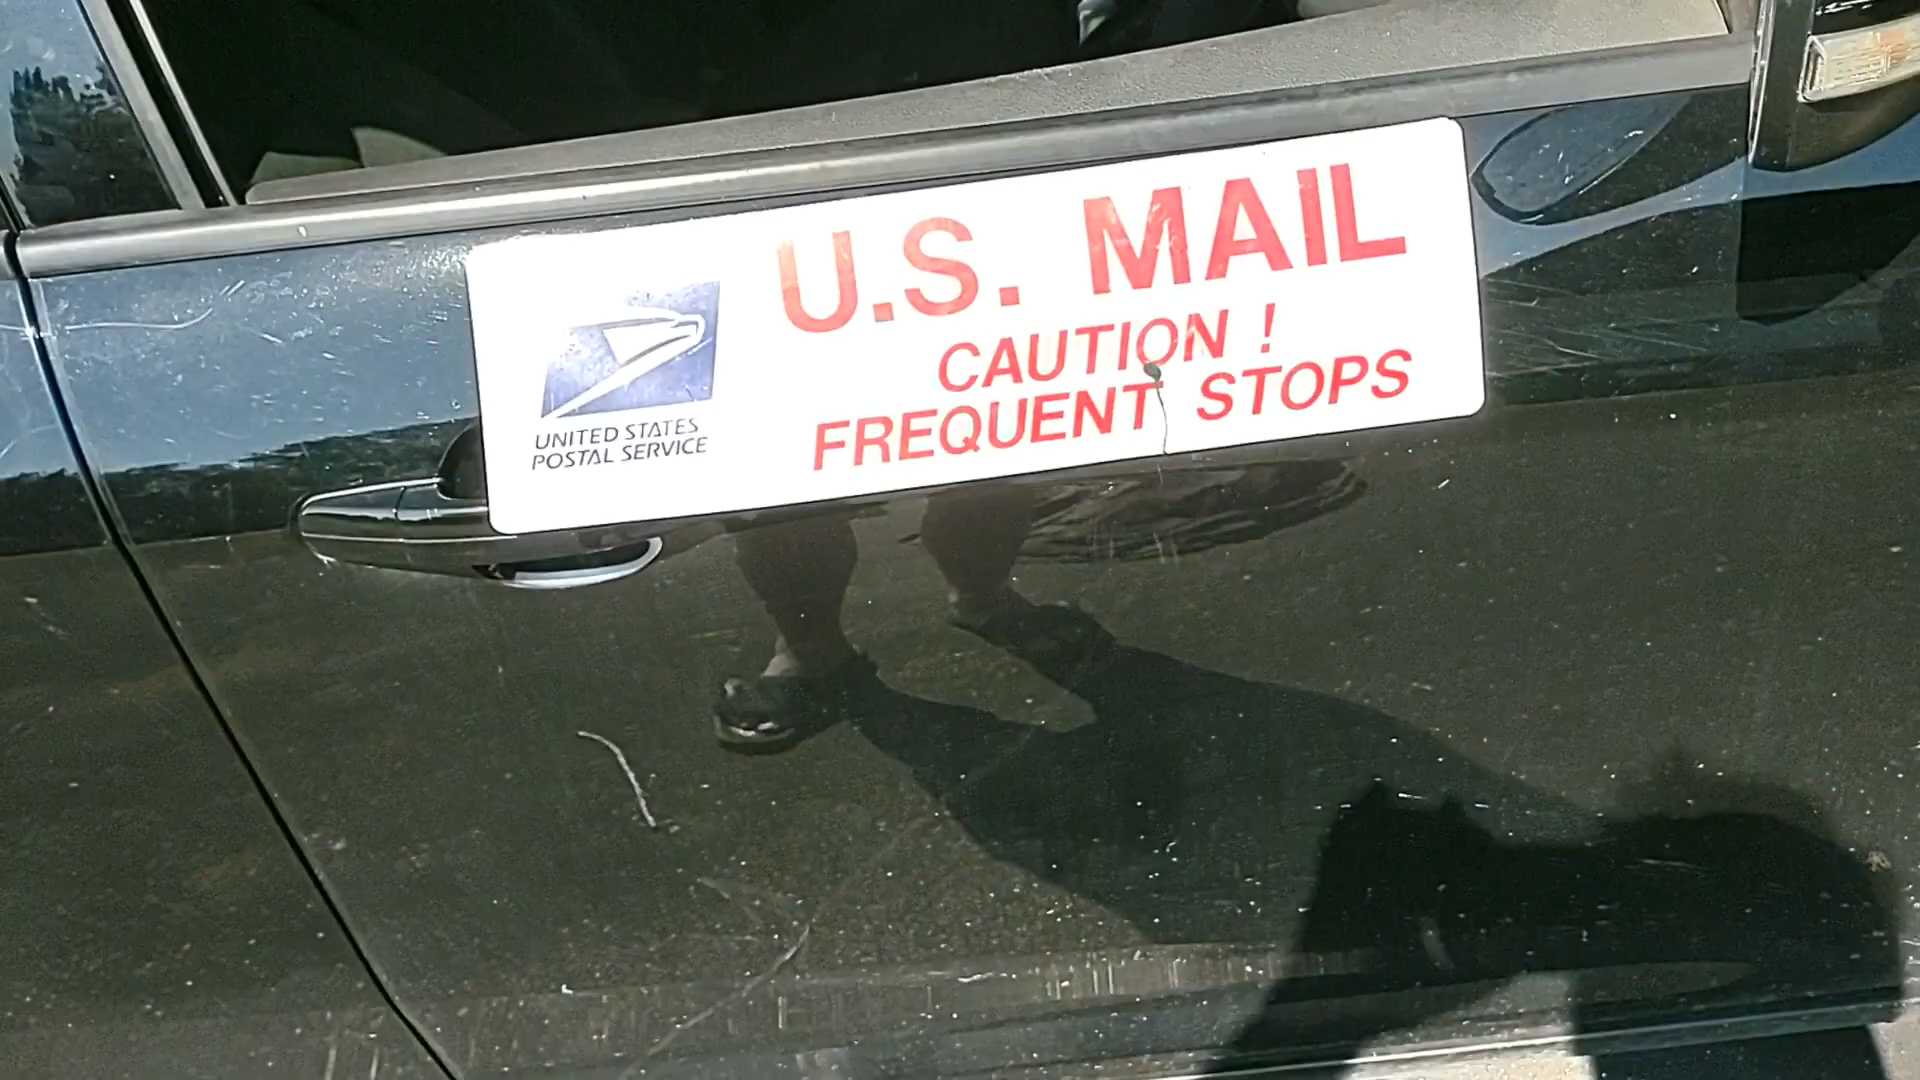 U.S. MAIL
CAUTION !
FREQUENT STOPS
UNITED STATES
POSTAL SERVICE